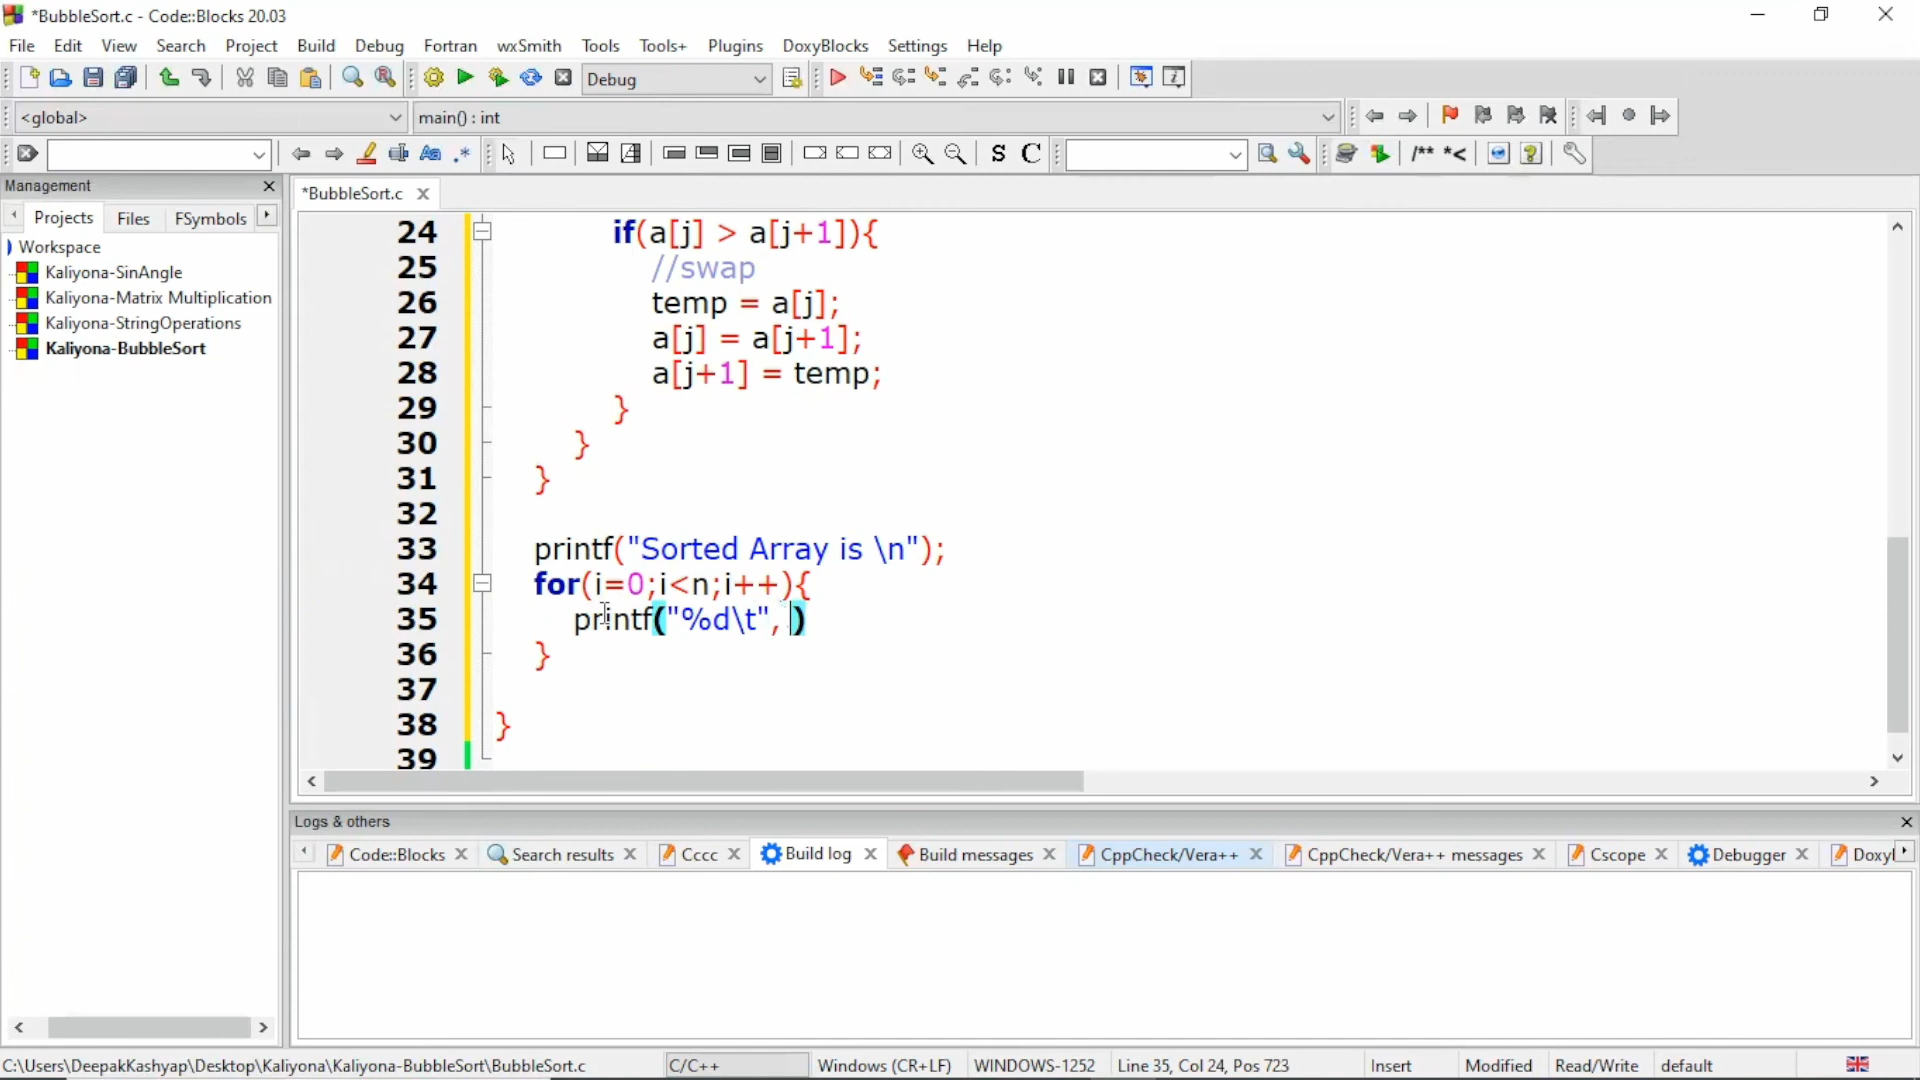 *BubbleSort.c - Code::Blocks 20.03
File Edit View Search Project Build Debug Fortran wxSmith Tools Tools+ Plugins DoxyBlocks Settings Help
Debug
<global> main() : int
Aa .* S C /** *<
Management
Projects Files FSymbols
*BubbleSort.c
Workspace
Kaliyona-SinAngle
Kaliyona-Matrix Multiplication
Kaliyona-StringOperations
Kaliyona-BubbleSort
24 if(a[j] > a[j+1]){
25 //swap
26 temp = a[j];
27 a[j] = a[j+1];
28 a[j+1] = temp;
29 }
30 }
31 }
32
33 printf("Sorted Array is \n");
34 for(i=0;i<n;i++){
35 printf("%d\t", )
36 }
37
38 }
39
Logs & others
Code::Blocks Search results Cccc Build log Build messages CppCheck/Vera++ CppCheck/Vera++ messages Cscope Debugger Doxyl
C:\Users\DeepakKashyap\Desktop\Kaliyona\Kaliyona-BubbleSort\BubbleSort.c C/C++ Windows (CR+LF) WINDOWS-1252 Line 35, Col 24, Pos 723 Insert Modified Read/Write default